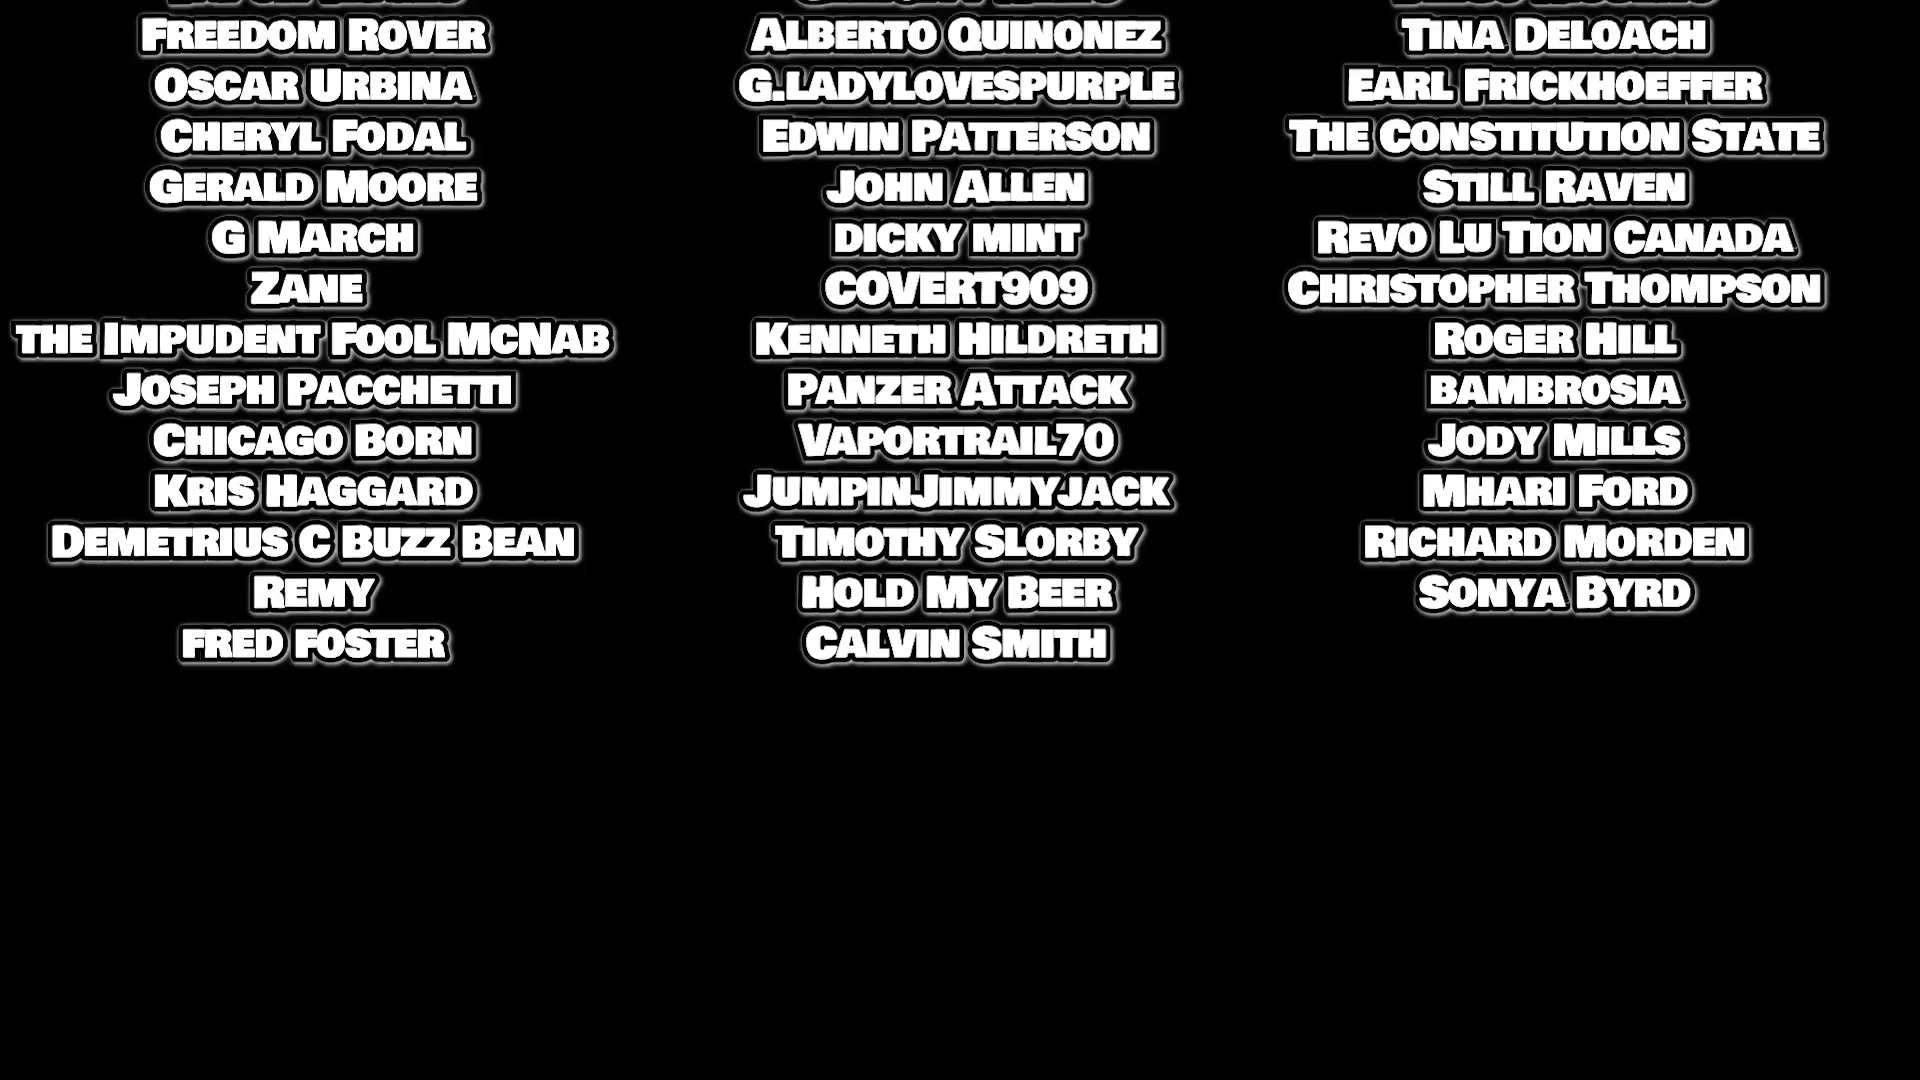 Freedom Rover
Oscar Urbina
Cheryl Fodal
Gerald Moore
G March
Zane
the Impudent Fool McNab
Joseph Pacchetti
Chicago Born
Kris Haggard
Demetrius C Buzz Bean
Remy
fred foster
Alberto Quinonez
G.ladylovespurple
Edwin Patterson
John Allen
dicky mint
COVERT909
Kenneth Hildreth
Panzer Attack
Vaportrail70
JumpinJimmyjack
Timothy Slorby
Hold My Beer
Calvin Smith
Tina Deloach
Earl Frickhoeffer
The Constitution State
Still Raven
Revo Lu Tion Canada
Christopher Thompson
Roger Hill
bambrosia
Jody Mills
Mhari Ford
Richard Morden
Sonya Byrd